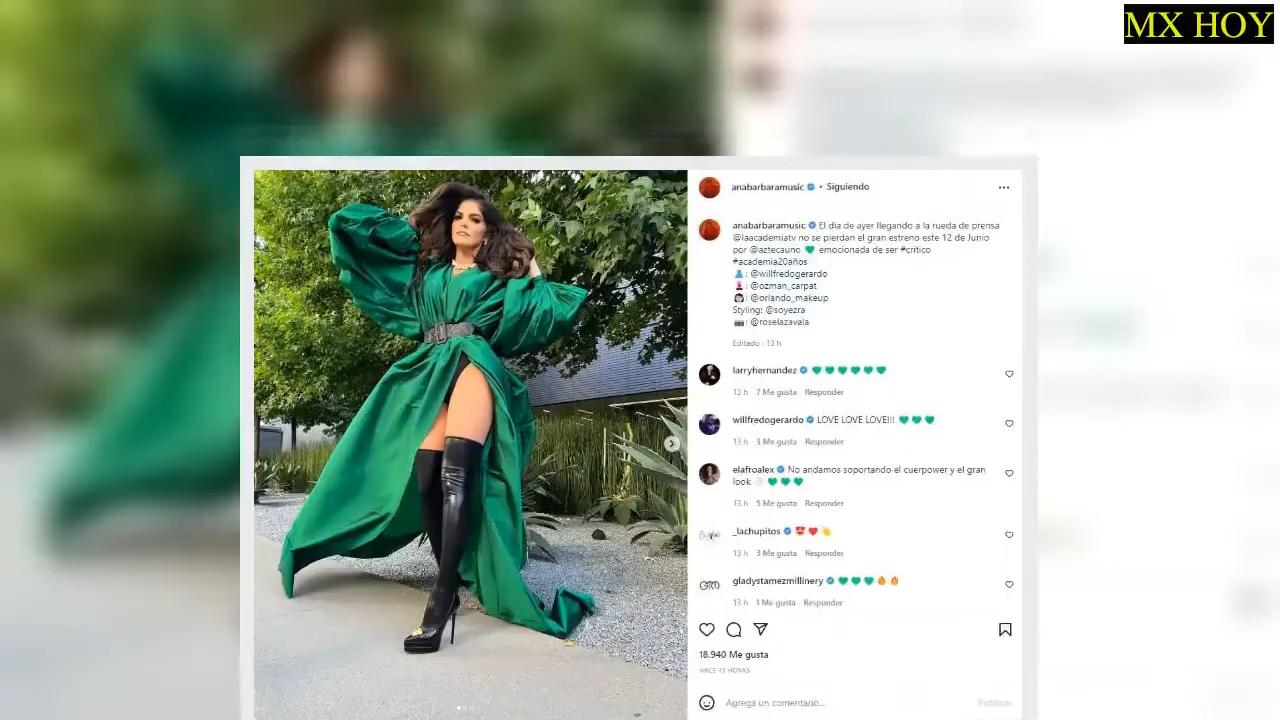 MX HOY
anabarbaramusic • Siguiendo
anabarbaramusic El día de ayer llegando a la rueda de prensa
@laacademiatv no se pierdan el gran estreno este 12 de Junio
por @aztecauno 💚 emocionada de ser #critico
#academia20años
👗: @willfredogerardo
💄: @ozman_carpat
: @orlando_makeup
Styling: @soyezra
📷: @roselazavala
Editado · 13 h
larryhernandez 💚💚💚💚💚💚
13 h 7 Me gusta Responder
willfredogerardo LOVE LOVE LOVE!!! 💚💚💚
13 h 3 Me gusta Responder
elafroalex No andamos soportando el cuerpower y el gran
look 💚💚💚
13 h 5 Me gusta Responder
_lachupitos 😍❤️👏
13 h 3 Me gusta Responder
GTM
gladystamezmillinery 💚💚💚🔥🔥
13 h 1 Me gusta Responder
18.940 Me gusta
HACE 13 HORAS
Agrega un comentario...
Publicar